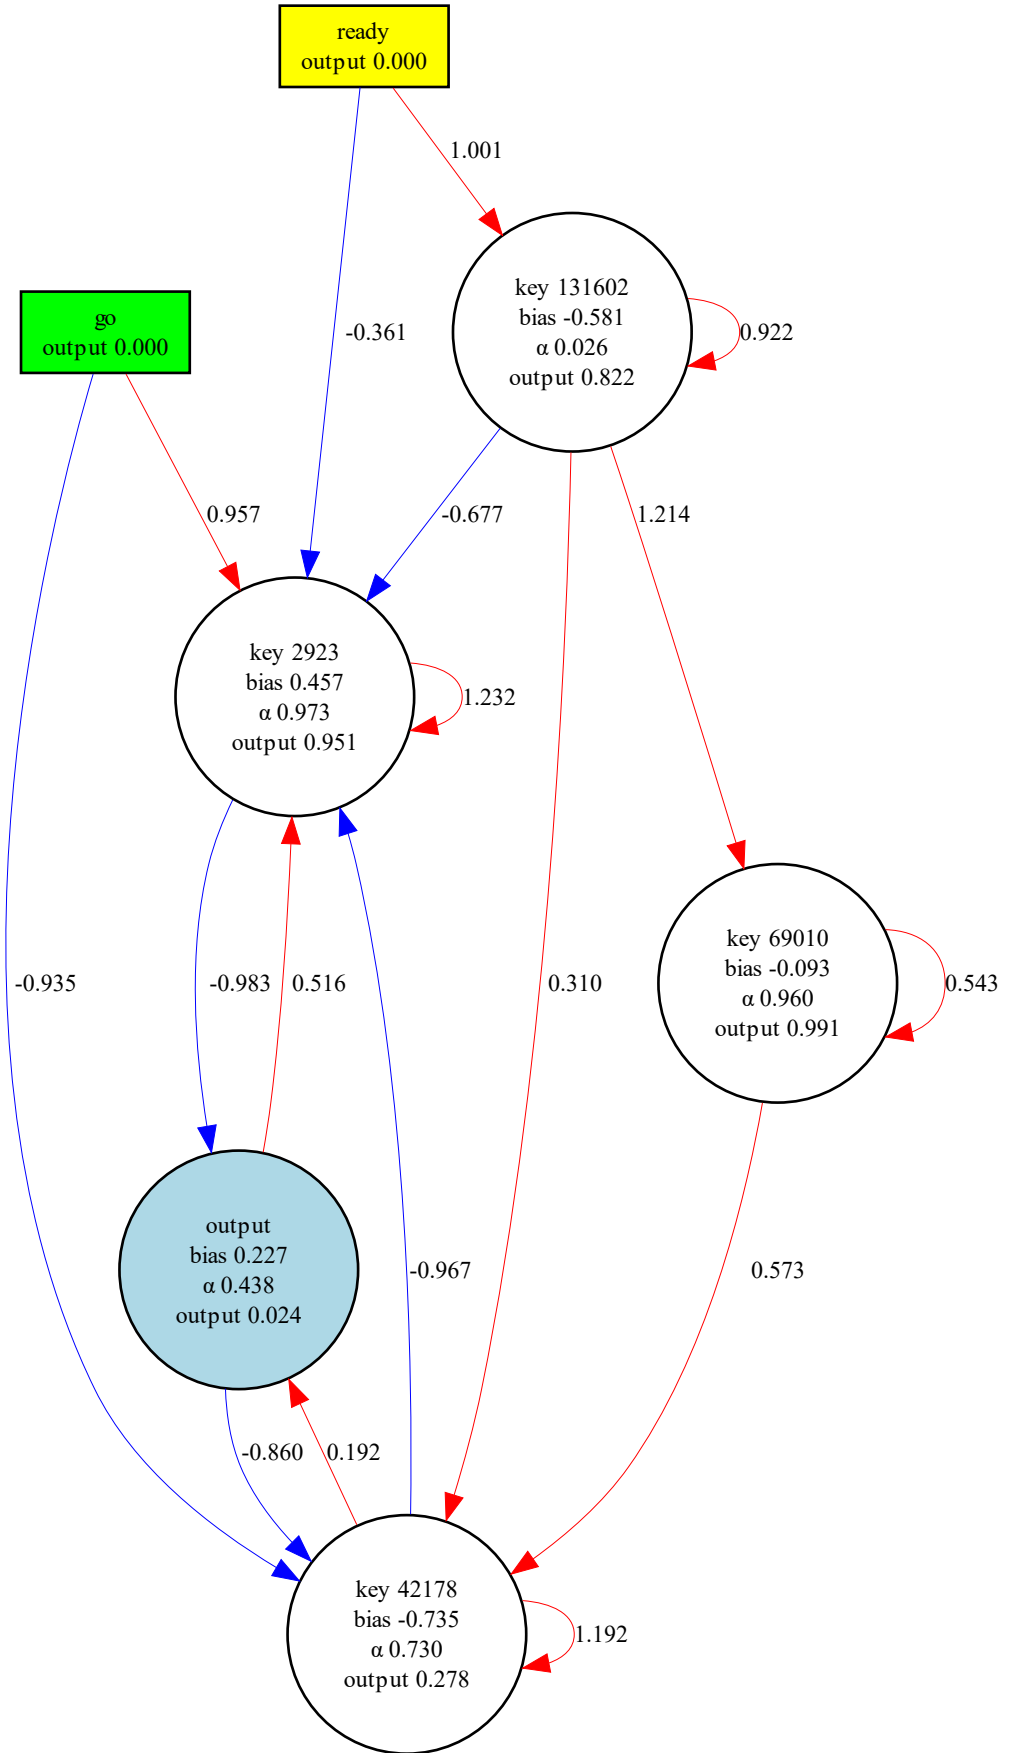 ready
output 0.000
1.001
key 131602
bias -0.581
α 0.026
output 0.822
0.922
go
output 0.000
-0.361
0.957
-0.677
1.214
key 2923
bias 0.457
α 0.973
output 0.951
1.232
key 69010
bias -0.093
α 0.960
output 0.991
0.543
-0.935
-0.983
0.516
0.310
output
bias 0.227
α 0.438
output 0.024
-0.967
0.573
-0.860
0.192
key 42178
bias -0.735
α 0.730
output 0.278
1.192